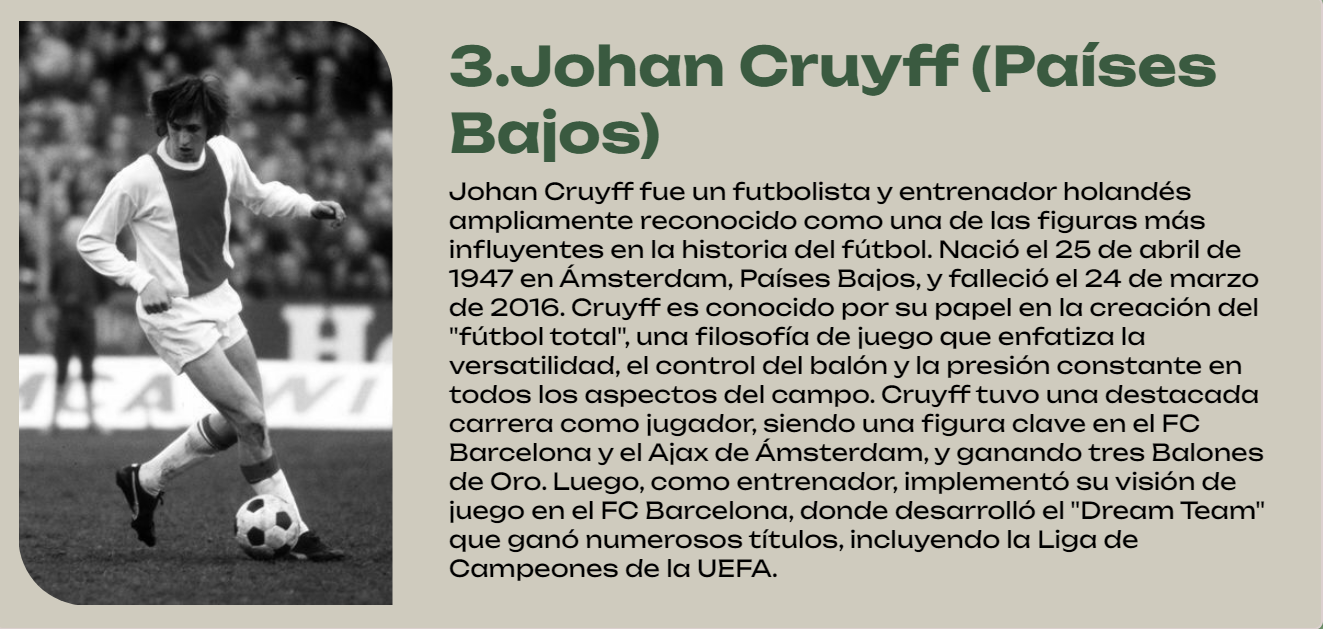 3.Johan Cruyff (Países
Bajos)
Johan Cruyff fue un futbolista y entrenador holandés
ampliamente reconocido como una de las figuras más
influyentes en la historia del fútbol. Nació el 25 de abril de
1947 en Ámsterdam, Países Bajos, y falleció el 24 de marzo
de 2016. Cruyff es conocido por su papel en la creación del
"fútbol total", una filosofía de juego que enfatiza la
versatilidad, el control del balón y la presión constante en
todos los aspectos del campo. Cruyff tuvo una destacada
carrera como jugador, siendo una figura clave en el FC
Barcelona y el Ajax de Ámsterdam, y ganando tres Balones
de Oro. Luego, como entrenador, implementó su visión de
juego en el FC Barcelona, donde desarrolló el "Dream Team"
que ganó numerosos títulos, incluyendo la Liga de
Campeones de la UEFA.